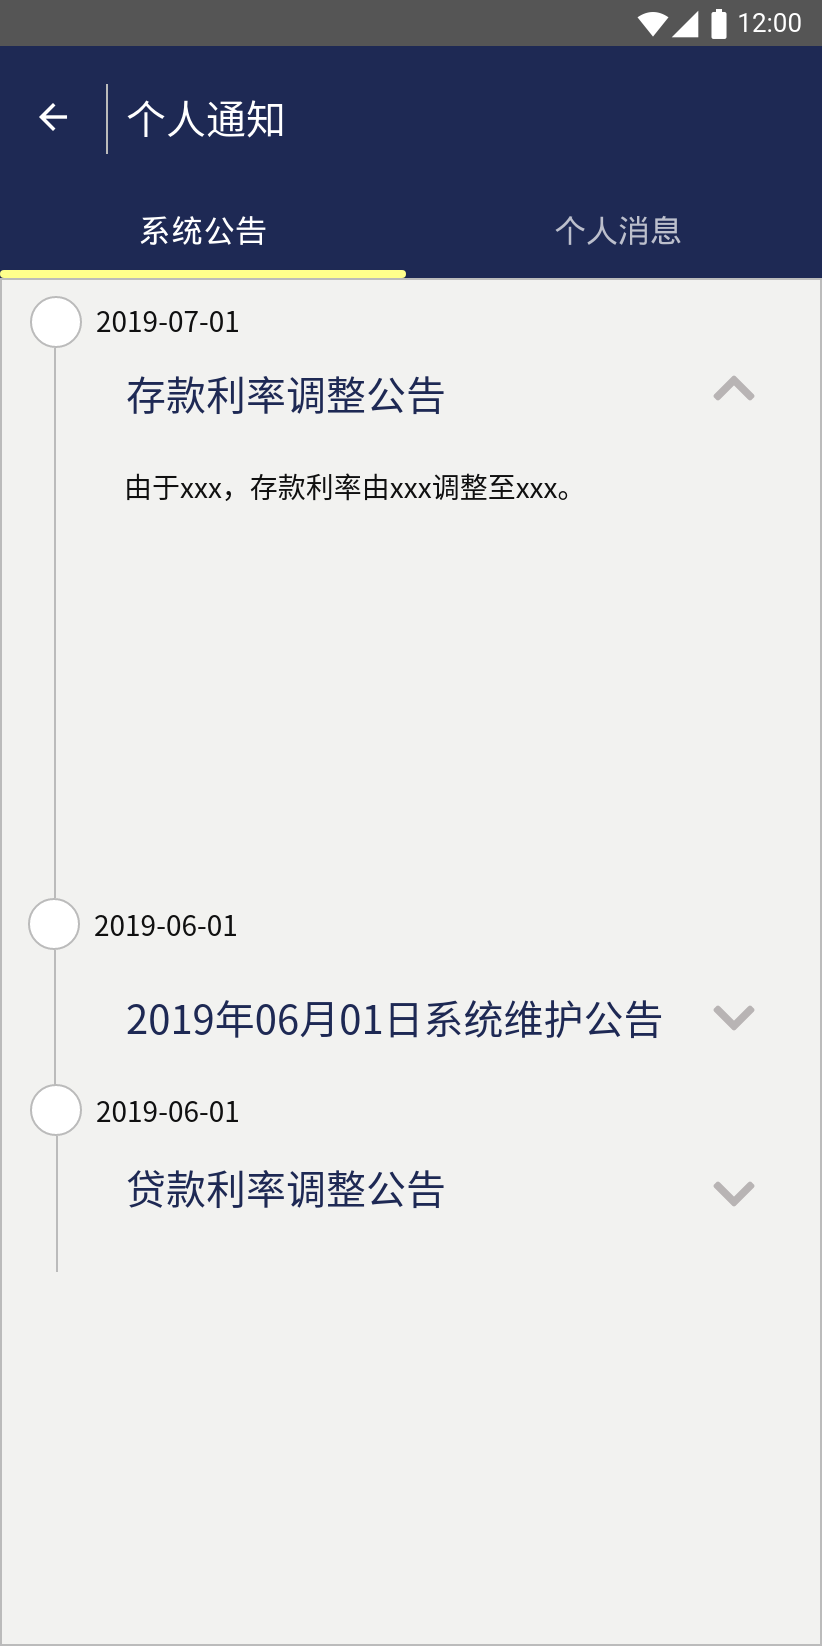 12:00
个人通知
系统公告
个人消息
2019-07-01
存款利率调整公告
由于xxx，存款利率由xxx调整至xxx。
2019-06-01
2019年06月01日系统维护公告
2019-06-01
贷款利率调整公告